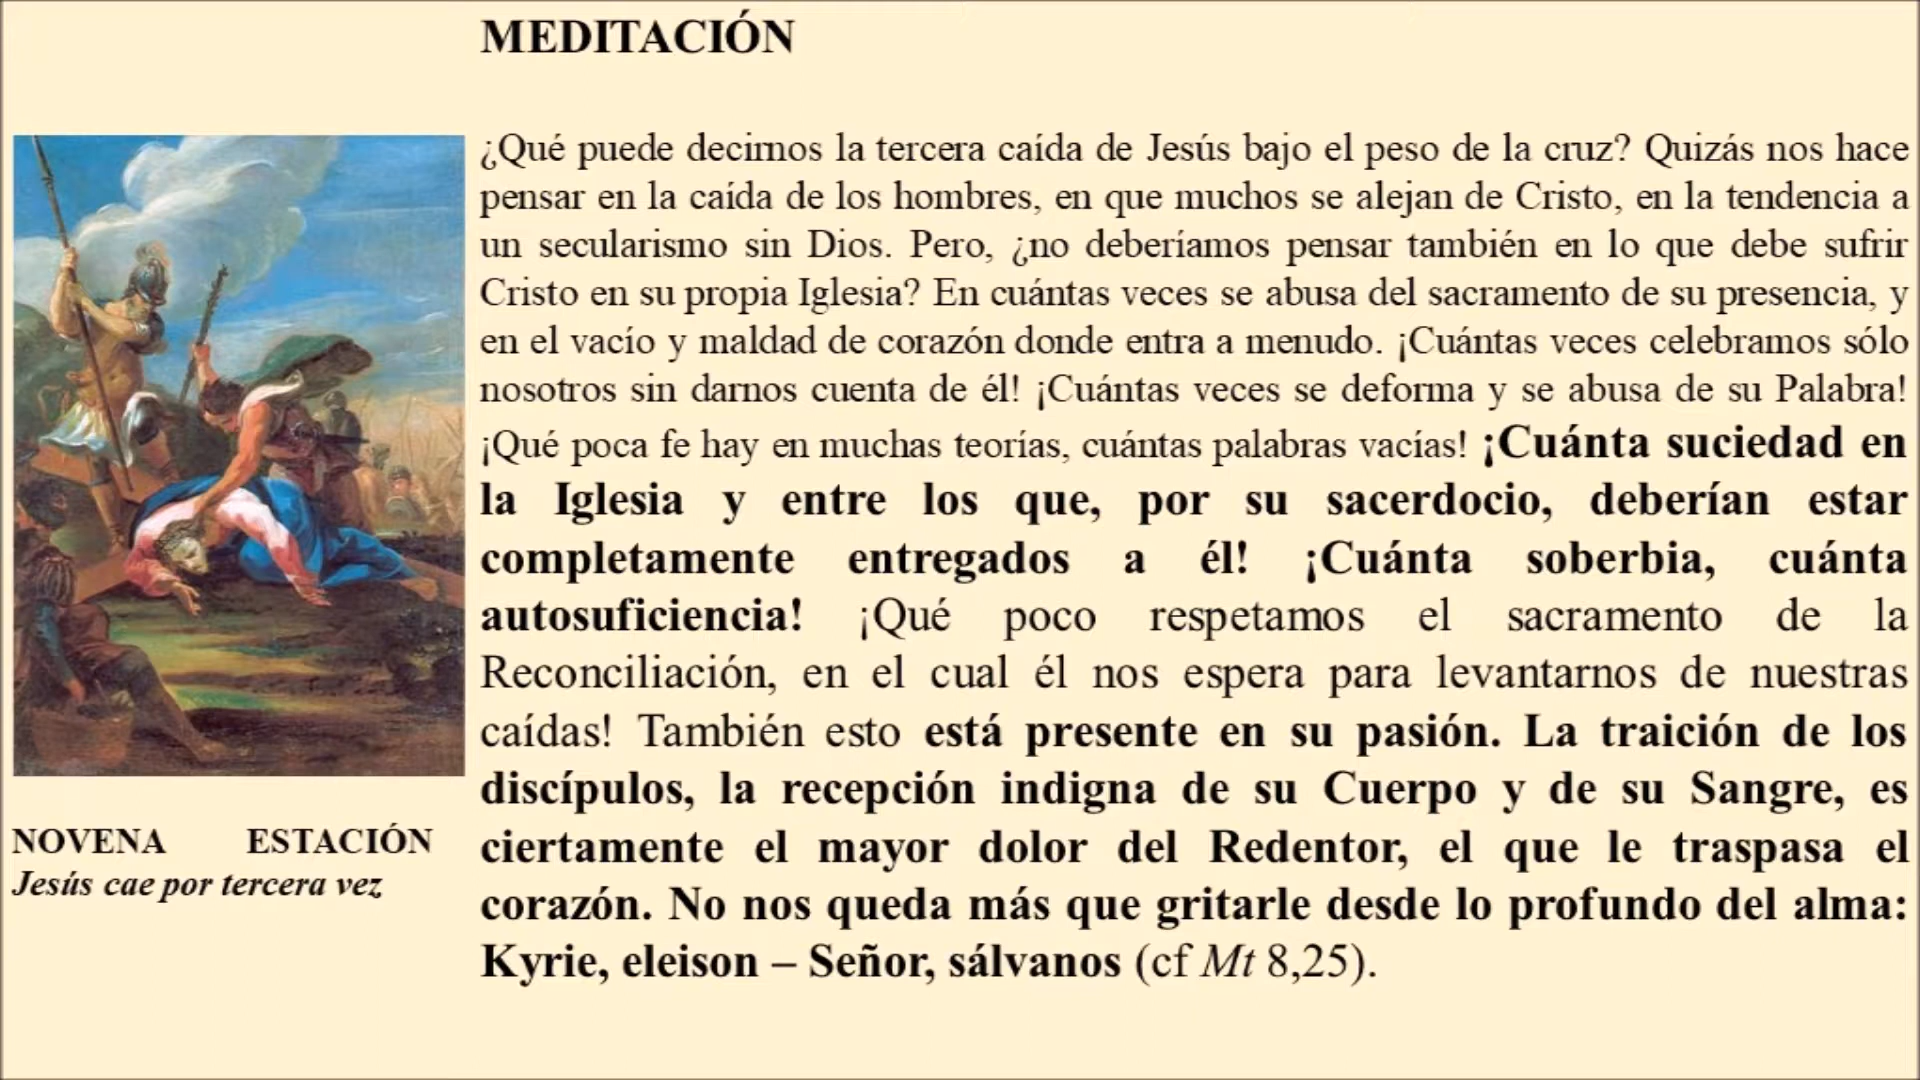 MEDITACIÓN
¿Qué puede decirnos la tercera caída de Jesús bajo el peso de la cruz? Quizás nos hace
pensar en la caída de los hombres, en que muchos se alejan de Cristo, en la tendencia a
un secularismo sin Dios. Pero, ¿no deberíamos pensar también en lo que debe sufrir
Cristo en su propia Iglesia? En cuántas veces se abusa del sacramento de su presencia, y
en el vacío y maldad de corazón donde entra a menudo. ¡Cuántas veces celebramos sólo
nosotros sin darnos cuenta de él! ¡Cuántas veces se deforma y se abusa de su Palabra!
¡Qué poca fe hay en muchas teorías, cuántas palabras vacías! ¡Cuánta suciedad en
la Iglesia y entre los que, por su sacerdocio, deberían estar
completamente entregados a él! ¡Cuánta soberbia, cuánta
autosuficiencia! ¡Qué poco respetamos el sacramento de la
Reconciliación, en el cual él nos espera para levantarnos de nuestras
caídas! También esto está presente en su pasión. La traición de los
discípulos, la recepción indigna de su Cuerpo y de su Sangre, es
ciertamente el mayor dolor del Redentor, el que le traspasa el
corazón. No nos queda más que gritarle desde lo profundo del alma:
Kyrie, eleison – Señor, sálvanos (cf Mt 8,25).
NOVENA ESTACIÓN
Jesús cae por tercera vez